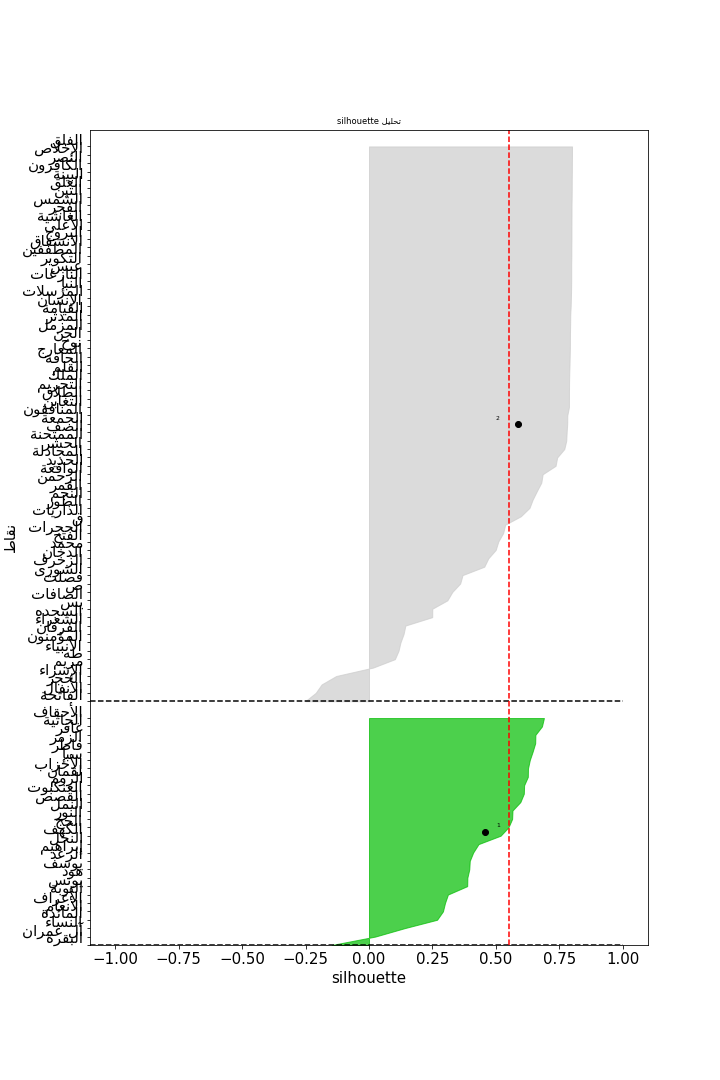 تحليل silhouette
الفلق
الإخلاص
النصر
الكافرون
البينة
العلق
التين
الشمس
الفجر
الغاشية
الأعلى
البروج
الانشقاق
المطففين
التكوير
عبس
النازعات
النبأ
المرسلات
الإنسان
القيامة
المدثر
المزمل
الجن
نوح
المعارج
الحاقة
القلم
الملك
التحريم
الطلاق
التغابن
المنافقون
الجمعة
الصف
الممتحنة
الحشر
المجادلة
الحديد
الواقعة
الرحمن
القمر
النجم
الطور
الذاريات
ق
الحجرات
الفتح
محمد
الدخان
الزخرف
الشورى
فصلت
ص
الصافات
يس
السجدة
الشعراء
الفرقان
المؤمنون
الأنبياء
طه
مريم
الإسراء
الحجر
الأنفال
الفاتحة
الأحقاف
الجاثية
غافر
الزمر
فاطر
سبأ
الأحزاب
لقمان
الروم
العنكبوت
القصص
النمل
النور
الحج
الكهف
النحل
إبراهيم
الرعد
يوسف
هود
يونس
التوبة
الأعراف
الأنعام
المائدة
النساء
آل عمران
البقرة
نقاط
2
1
−1.00 −0.75 −0.50 −0.25 0.00 0.25 0.50 0.75 1.00
silhouette